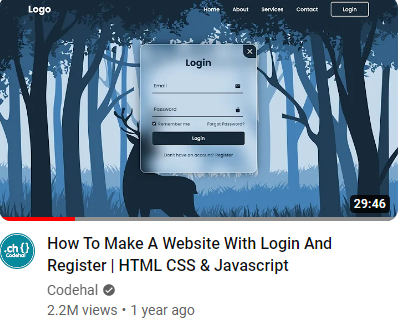 Logo
Home About Services Contact Login
Login
Email
Password
Remember me Forgot Password?
Login
Don't have an account? Register
29:46
.ch {}
Codehal
How To Make A Website With Login And
Register | HTML CSS & Javascript
Codehal
2.2M views • 1 year ago